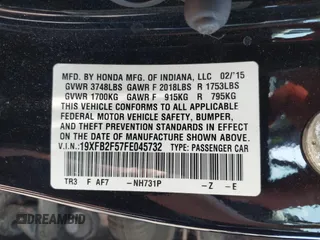 MFD. BY HONDA MFG. OF INDIANA, LLC 02/'15
GVWR 3748LBS GAWR F 2018LBS R 1753LBS
GVWR 1700KG GAWR F 915KG R 795KG
THIS VEHICLE CONFORMS TO ALL APPLICABLE
FEDERAL MOTOR VEHICLE SAFETY, BUMPER,
AND THEFT PREVENTION STANDARDS IN EFFECT
ON THE DATE OF MANUFACTURE SHOWN ABOVE.
V.I.N.:19XFB2F57FE045732 TYPE: PASSENGER CAR
TR3 F AF7 -NH731P -Z -E
DREAMBID